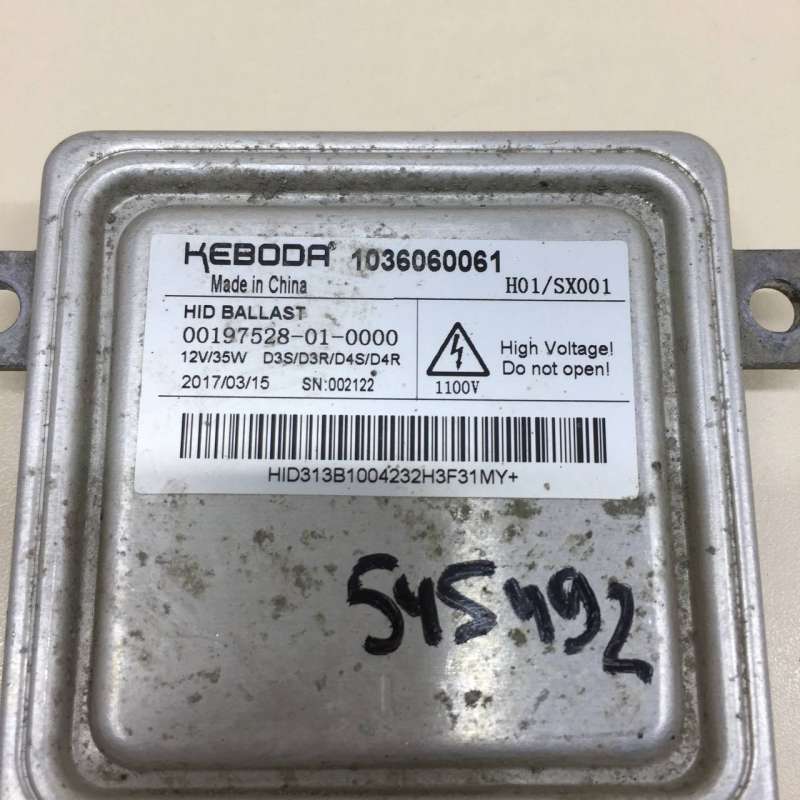 KEBODA® 1036060061
Made in China H01/SX001
HID BALLAST
00197528-01-0000
12V/35W D3S/D3R/D4S/D4R
2017/03/15 SN:002122
1100V
High Voltage!
Do not open!
HID313B1004232H3F31MY+
545492